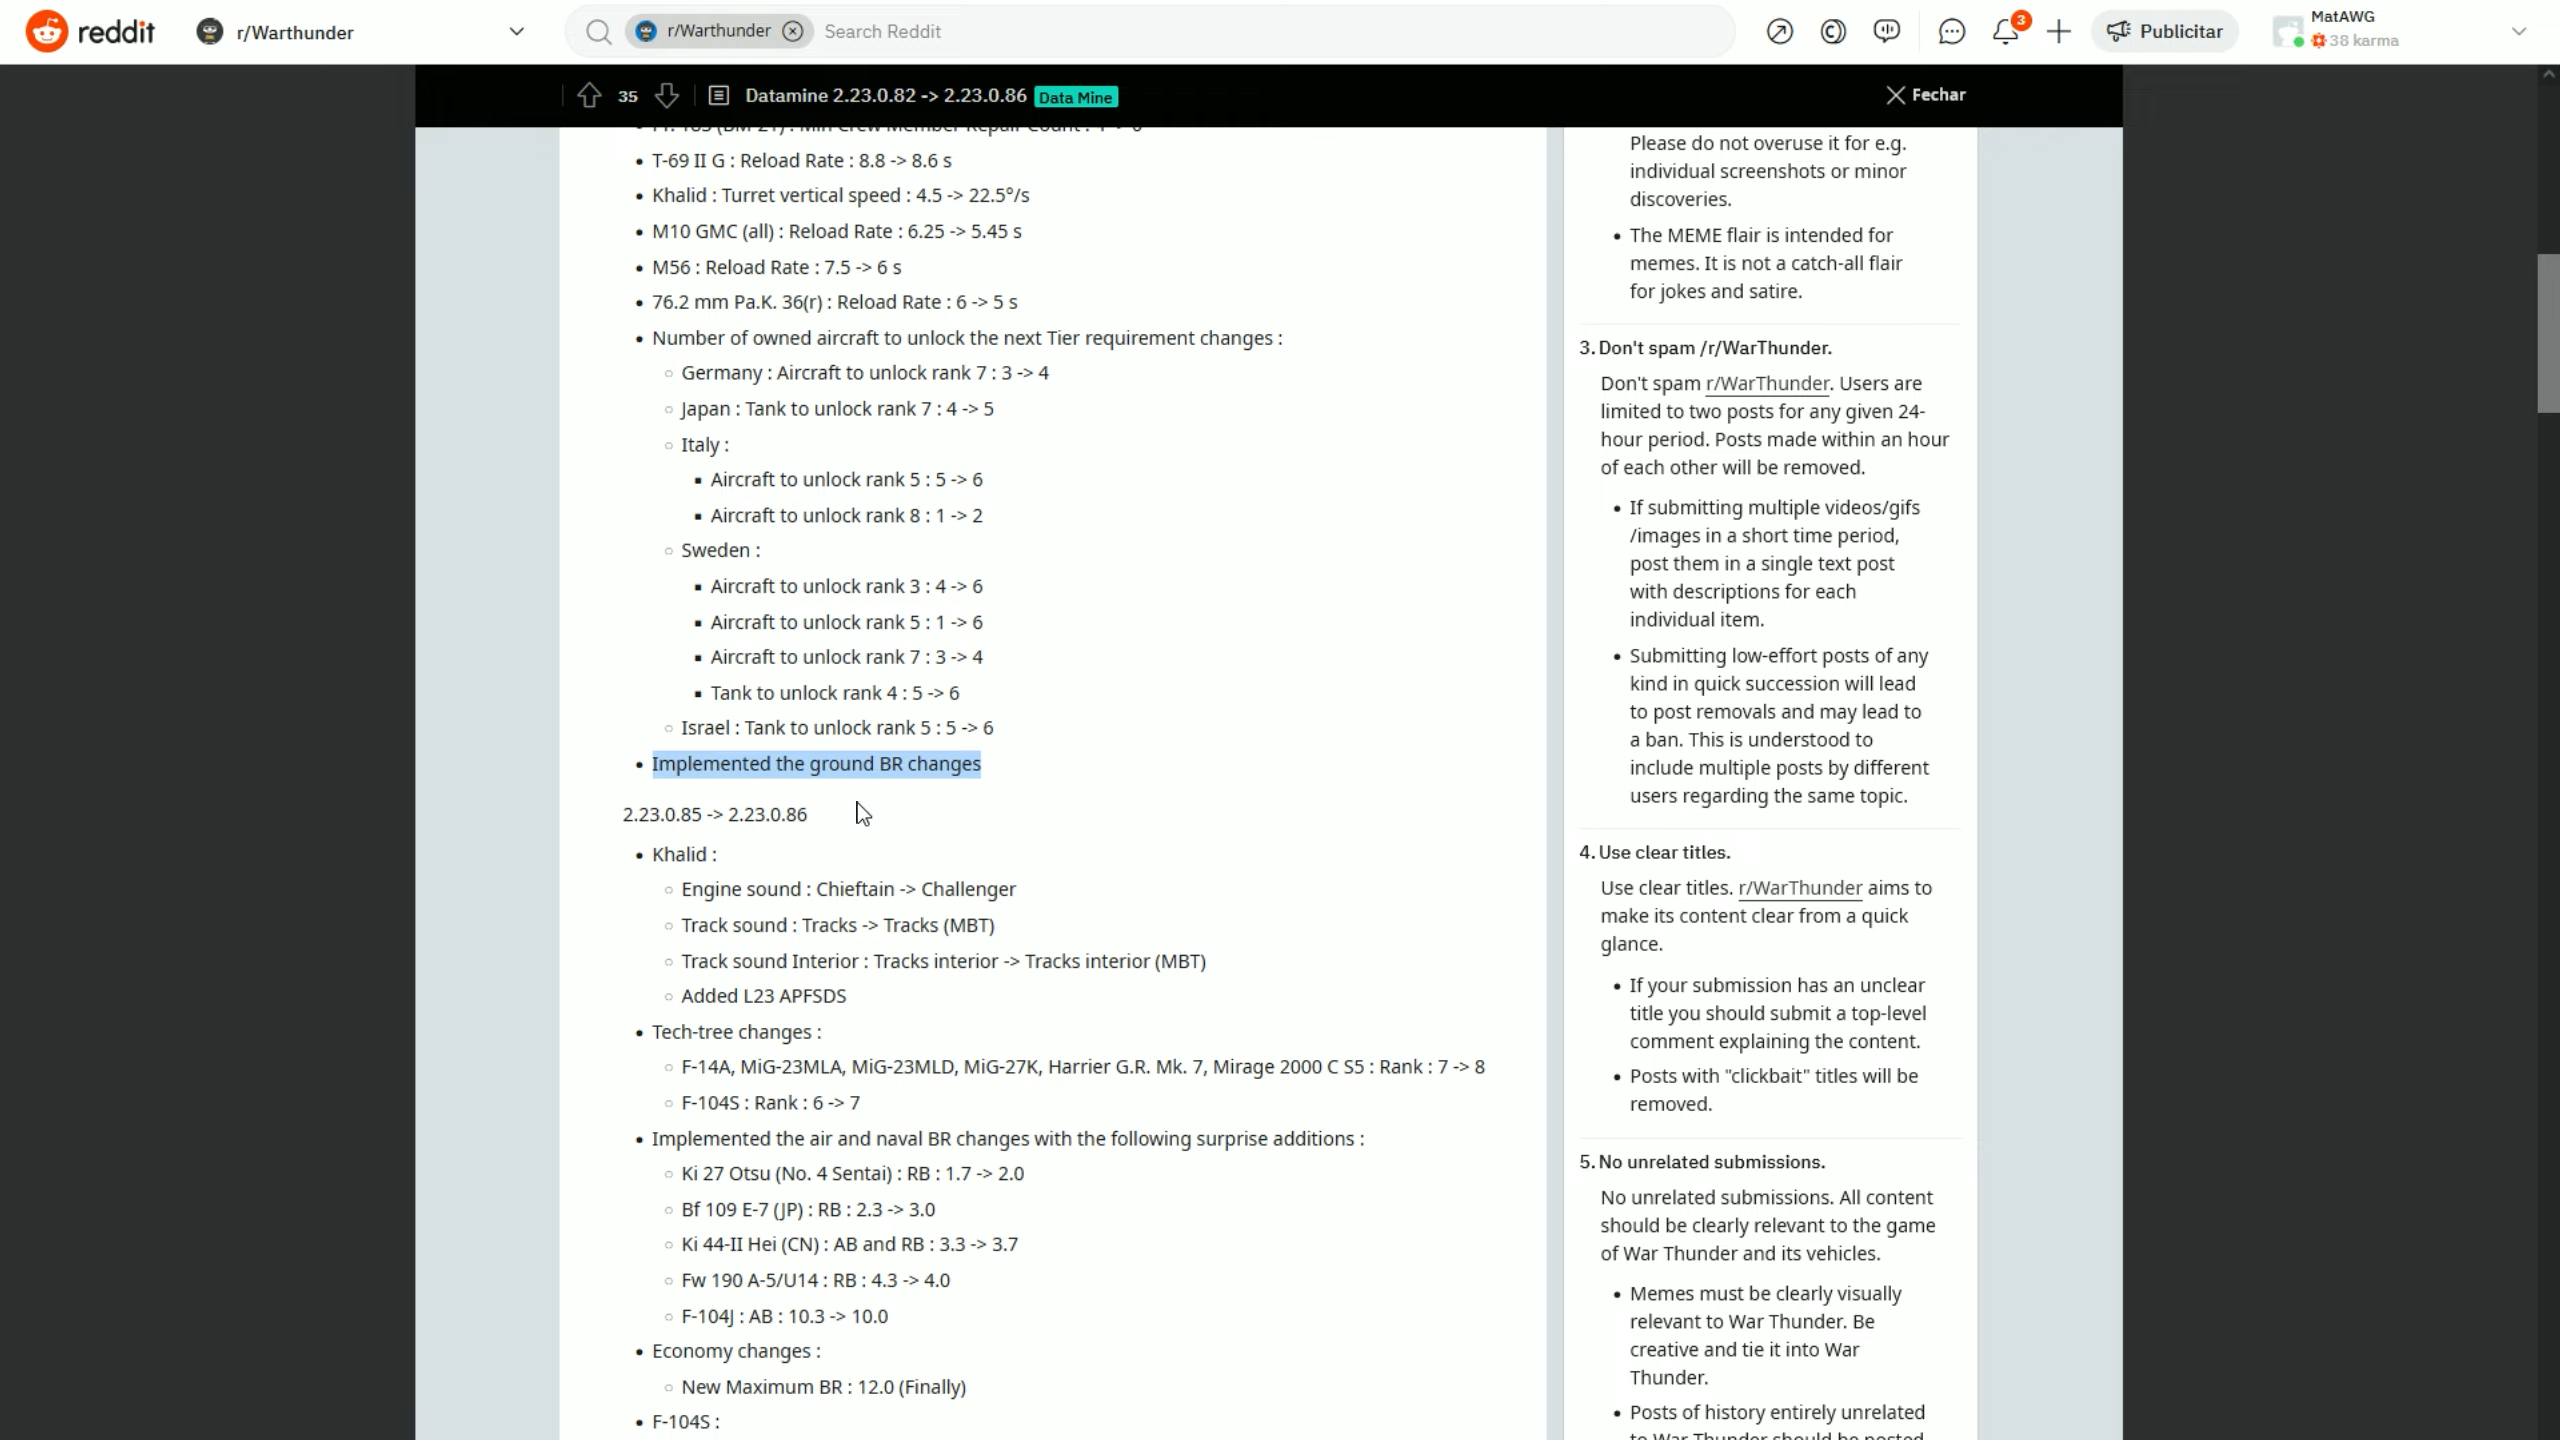 reddit
r/Warthunder
r/Warthunder
Search Reddit
3
Publicitar
MatAWG
38 karma
35
Datamine 2.23.0.82 -> 2.23.0.86
Data Mine
Fechar
T-69 II G : Reload Rate : 8.8 -> 8.6 s
Khalid : Turret vertical speed : 4.5 -> 22.5°/s
M10 GMC (all) : Reload Rate : 6.25 -> 5.45 s
M56 : Reload Rate : 7.5 -> 6 s
76.2 mm Pa.K. 36(r) : Reload Rate : 6 -> 5 s
Number of owned aircraft to unlock the next Tier requirement changes :
Germany : Aircraft to unlock rank 7 : 3 -> 4
Japan : Tank to unlock rank 7 : 4 -> 5
Italy :
Aircraft to unlock rank 5 : 5 -> 6
Aircraft to unlock rank 8 : 1 -> 2
Sweden :
Aircraft to unlock rank 3 : 4 -> 6
Aircraft to unlock rank 5 : 1 -> 6
Aircraft to unlock rank 7 : 3 -> 4
Tank to unlock rank 4 : 5 -> 6
Israel : Tank to unlock rank 5 : 5 -> 6
Implemented the ground BR changes
2.23.0.85 -> 2.23.0.86
Khalid :
Engine sound : Chieftain -> Challenger
Track sound : Tracks -> Tracks (MBT)
Track sound Interior : Tracks interior -> Tracks interior (MBT)
Added L23 APFSDS
Tech-tree changes :
F-14A, MiG-23MLA, MiG-23MLD, MiG-27K, Harrier G.R. Mk. 7, Mirage 2000 C S5 : Rank : 7 -> 8
F-104S : Rank : 6 -> 7
Implemented the air and naval BR changes with the following surprise additions :
Ki 27 Otsu (No. 4 Sentai) : RB : 1.7 -> 2.0
Bf 109 E-7 (JP) : RB : 2.3 -> 3.0
Ki 44-II Hei (CN) : AB and RB : 3.3 -> 3.7
Fw 190 A-5/U14 : RB : 4.3 -> 4.0
F-104J : AB : 10.3 -> 10.0
Economy changes :
New Maximum BR : 12.0 (Finally)
F-104S :
Please do not overuse it for e.g.
individual screenshots or minor
discoveries.
The MEME flair is intended for
memes. It is not a catch-all flair
for jokes and satire.
3. Don't spam /r/WarThunder.
Don't spam r/WarThunder. Users are
limited to two posts for any given 24-
hour period. Posts made within an hour
of each other will be removed.
If submitting multiple videos/gifs
/images in a short time period,
post them in a single text post
with descriptions for each
individual item.
Submitting low-effort posts of any
kind in quick succession will lead
to post removals and may lead to
a ban. This is understood to
include multiple posts by different
users regarding the same topic.
4. Use clear titles.
Use clear titles. r/WarThunder aims to
make its content clear from a quick
glance.
If your submission has an unclear
title you should submit a top-level
comment explaining the content.
Posts with "clickbait" titles will be
removed.
5. No unrelated submissions.
No unrelated submissions. All content
should be clearly relevant to the game
of War Thunder and its vehicles.
Memes must be clearly visually
relevant to War Thunder. Be
creative and tie it into War
Thunder.
Posts of history entirely unrelated
to War Thunder should be posted